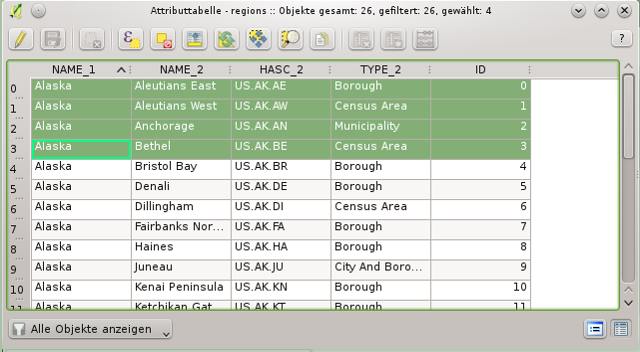 Attributtabelle - regions :: Objekte gesamt: 26, gefiltert: 26, gewählt: 4
?
NAME_1 NAME_2 HASC_2 TYPE_2 ID
0 Alaska Aleutians East US.AK.AE Borough 0
1 Alaska Aleutians West US.AK.AW Census Area 1
2 Alaska Anchorage US.AK.AN Municipality 2
3 Alaska Bethel US.AK.BE Census Area 3
4 Alaska Bristol Bay US.AK.BR Borough 4
5 Alaska Denali US.AK.DE Borough 5
6 Alaska Dillingham US.AK.DI Census Area 6
7 Alaska Fairbanks Nor... US.AK.FA Borough 7
8 Alaska Haines US.AK.HA Borough 8
9 Alaska Juneau US.AK.JU City And Boro... 9
10 Alaska Kenai Peninsula US.AK.KN Borough 10
11 Alaska Ketchikan Gat... US.AK.KT Borough 11
Alle Objekte anzeigen